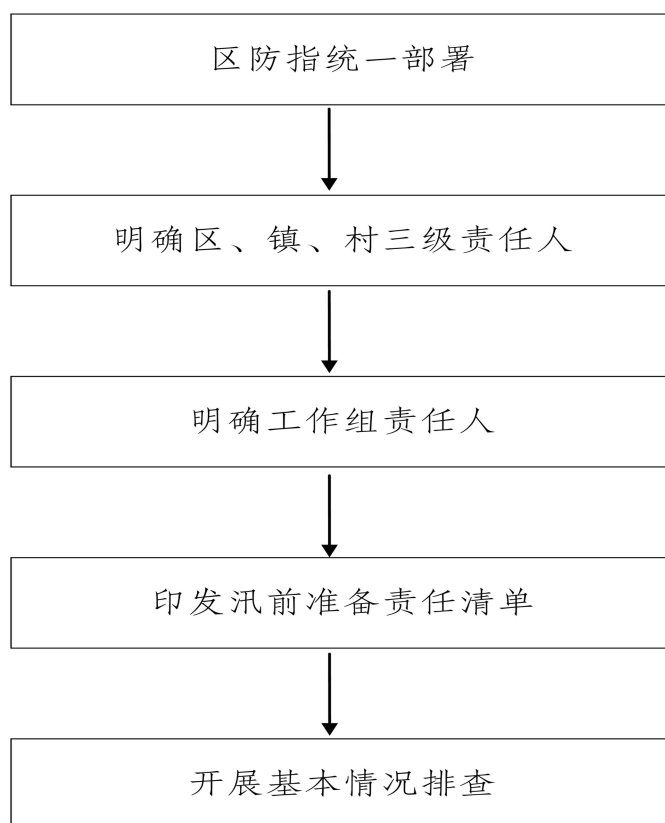 区防指统一部署
明确区、镇、村三级责任人
明确工作组责任人
印发汛前准备责任清单
开展基本情况排查